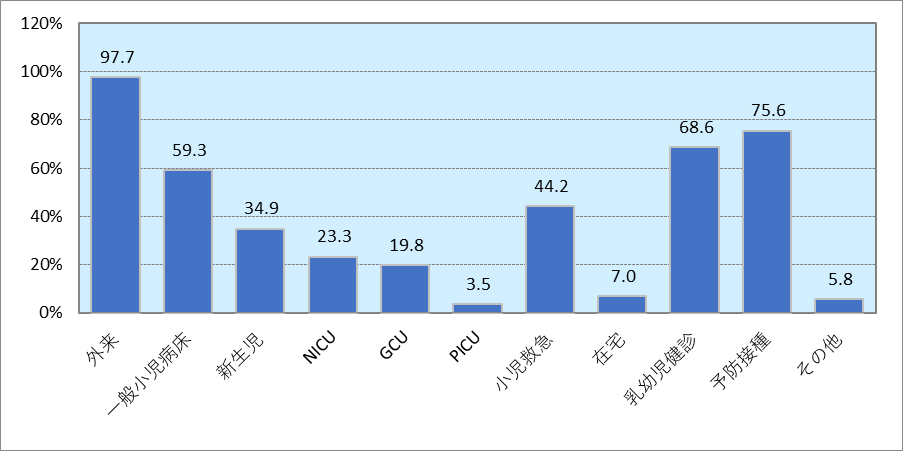 120%
100%
80%
60%
40%
20%
0%
97.7
59.3
34.9
23.3
19.8
3.5
44.2
7.0
68.6
75.6
5.8
外来
一般小児病床
新生児
NICU
GCU
PICU
小児救急
在宅
乳幼児健診
予防接種
その他